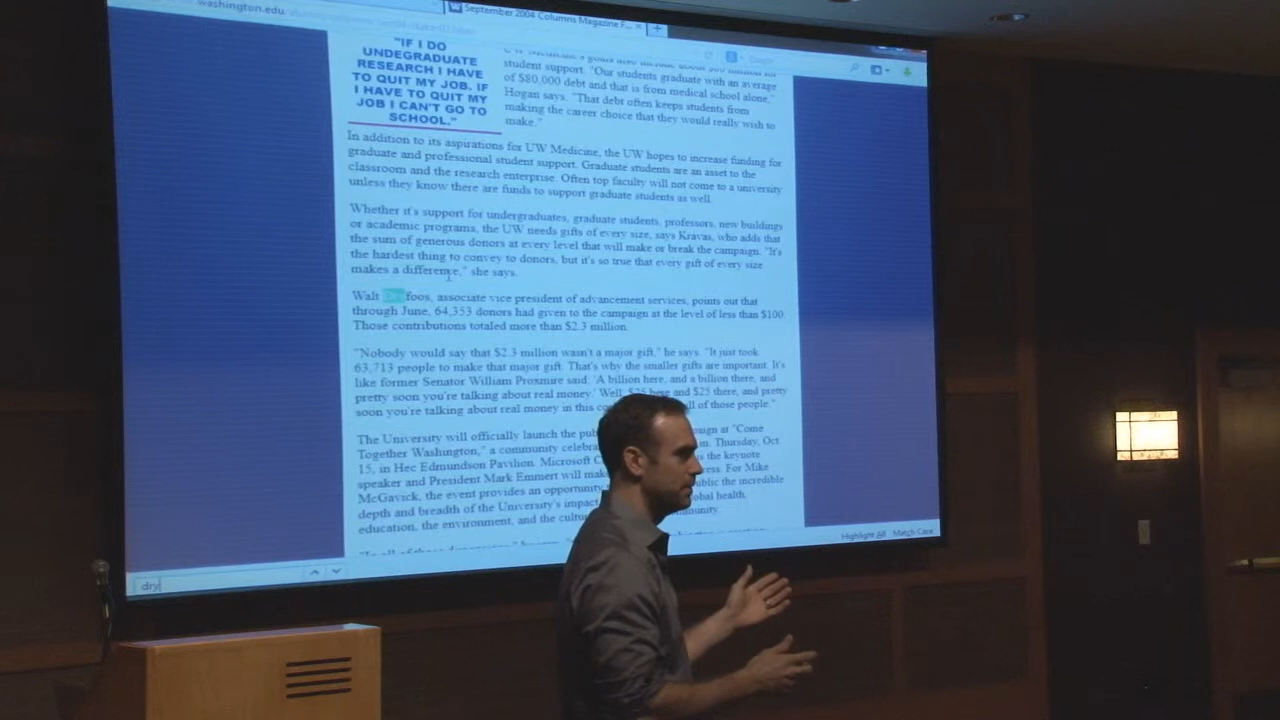 washington.edu
September 2004 Columns Magazine F...
"IF I DO
UNDEGRADUATE
RESEARCH I HAVE
TO QUIT MY JOB. IF
I HAVE TO QUIT MY
JOB I CAN'T GO TO
SCHOOL."
student support. "Our students graduate with an average
of $80,000 debt and that is from medical school alone,"
Hogan says. "That debt often keeps students from
making the career choice that they would really wish to
make."
In addition to its aspirations for UW Medicine, the UW hopes to increase funding for
graduate and professional student support. Graduate students are an asset to the
classroom and the research enterprise. Often top faculty will not come to a university
unless they know there are funds to support graduate students as well.
Whether it's support for undergraduates, graduate students, professors, new buildings
or academic programs, the UW needs gifts of every size, says Kravas, who adds that
the sum of generous donors at every level that will make or break the campaign. "It's
the hardest thing to convey to donors, but it's so true that every gift of every size
makes a difference," she says.
Walt foos, associate vice president of advancement services, points out that
through June, 64,353 donors had given to the campaign at the level of less than $100.
Those contributions totaled more than $2.3 million.
"Nobody would say that $2.3 million wasn't a major gift," he says. "It just took
63,713 people to make that major gift. That's why the smaller gifts are important. It's
like former Senator William Proxmire said, 'A billion here, and a billion there, and
pretty soon you're talking about real money.' Well, $25 here and $25 there, and pretty
soon you're talking about real money in this all of those people."
The University will officially launch the at "Come
Together Washington," a community Thursday, Oct
15, in Hec Edmundson Pavilion. Microsoft the keynote
speaker and President Mark Emmert will For Mike
McGavick, the event provides an opportunity the incredible
depth and breadth of the University's impact health,
education, the environment, and the
Highlight All Match Case
dry